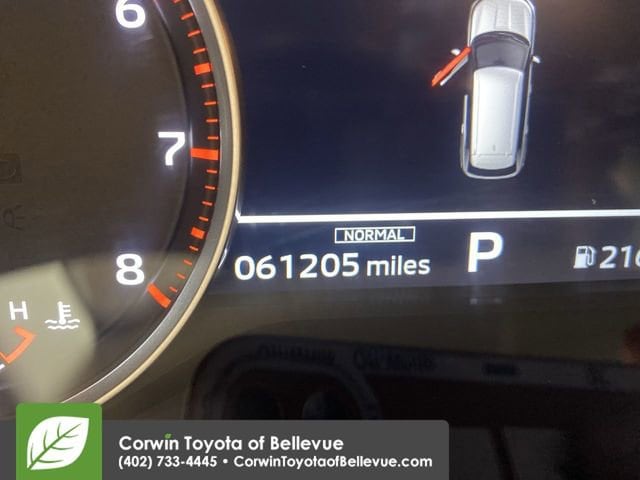 6
7
8
H
NORMAL
061205 miles
P
216
Corwin Toyota of Bellevue
(402) 733-4445 • CorwinToyotaofBellevue.com